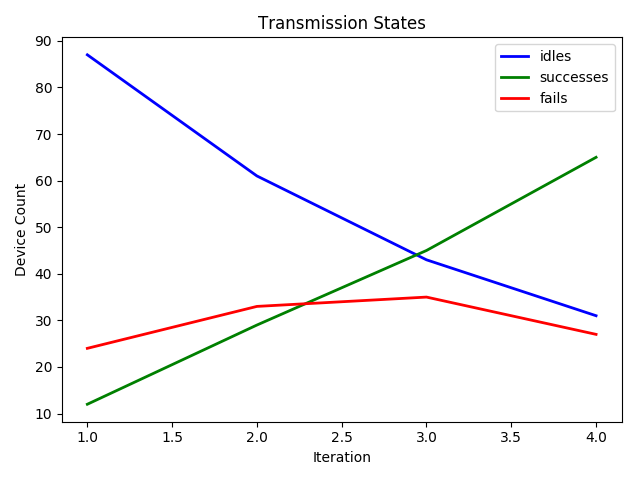 Transmission States
idles
successes
fails
Device Count
90
80
70
60
50
40
30
20
10
1.0 1.5 2.0 2.5 3.0 3.5 4.0
Iteration